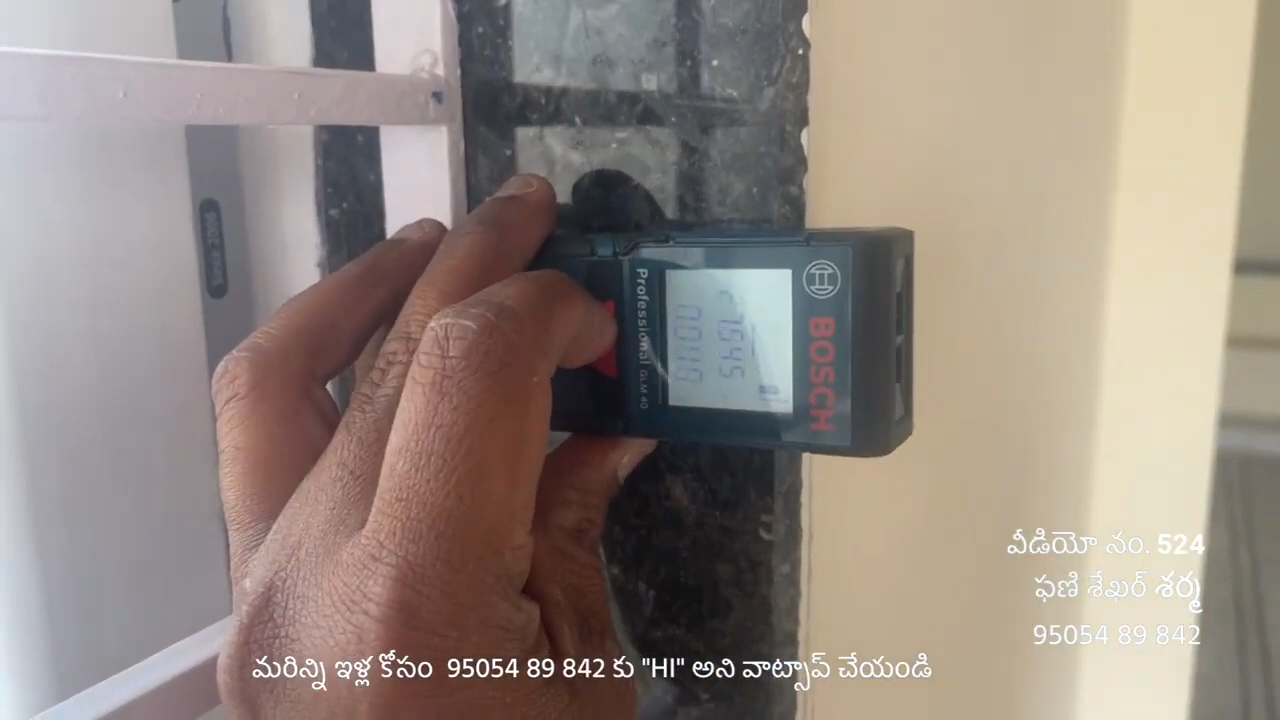 BOSCH
Professional GLM 40
వీడియో నం. 524
ఫణి శేఖర్ శర్మ
95054 89 842
మరిన్ని ఇళ్ల కోసం 95054 89 842 కు "HI" అని వాట్సాప్ చేయండి